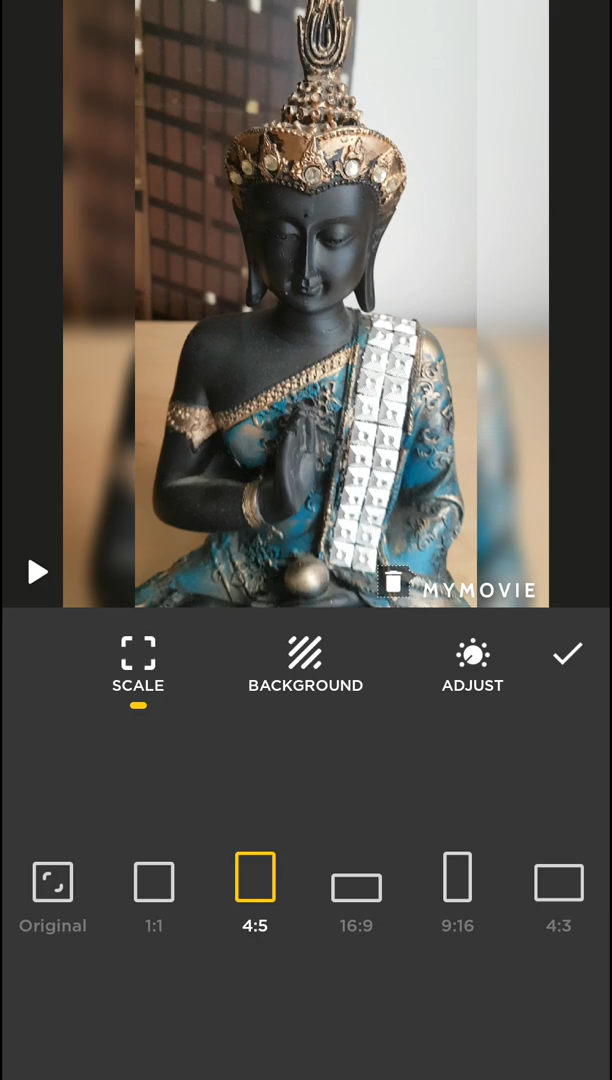 MYMOVIE
SCALE
BACKGROUND
ADJUST
Original
1:1
4:5
16:9
9:16
4:3